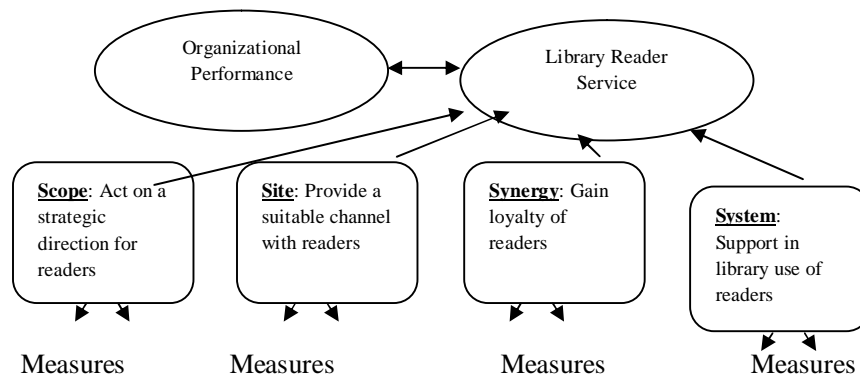 Organizational
Performance
Library Reader
Service
Scope: Act on a
strategic
direction for
readers
Site: Provide a
suitable channel
with readers
Synergy: Gain
loyalty of
readers
System:
Support in
library use of
readers
Measures
Measures
Measures
Measures